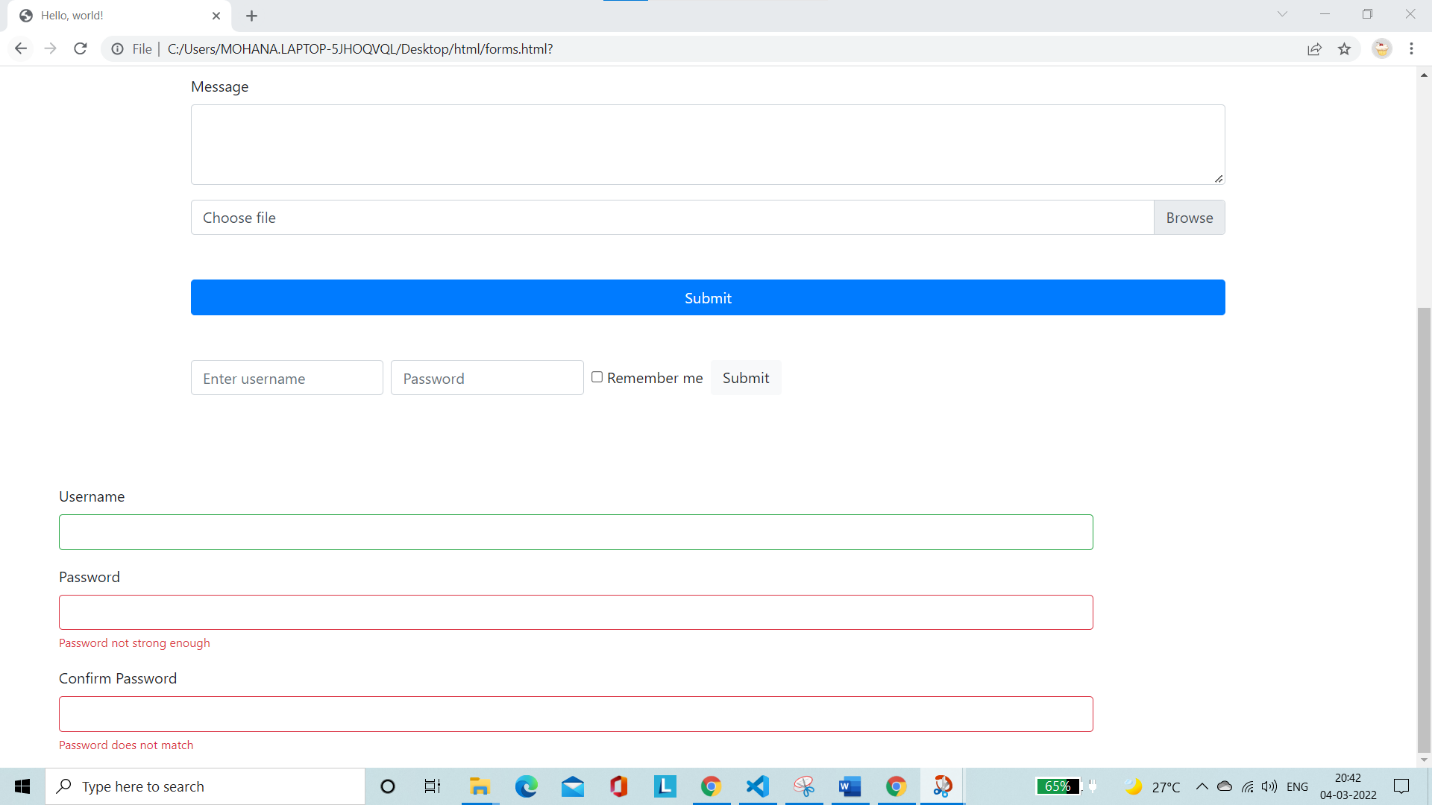 Hello, world!
File | C:/Users/MOHANA.LAPTOP-5JHOQVQL/Desktop/html/forms.html?
Message
Choose file Browse
Submit
Enter username Password Remember me Submit
Username
Password
Password not strong enough
Confirm Password
Password does not match
Type here to search L W 65% 27°C ENG 20:42
04-03-2022